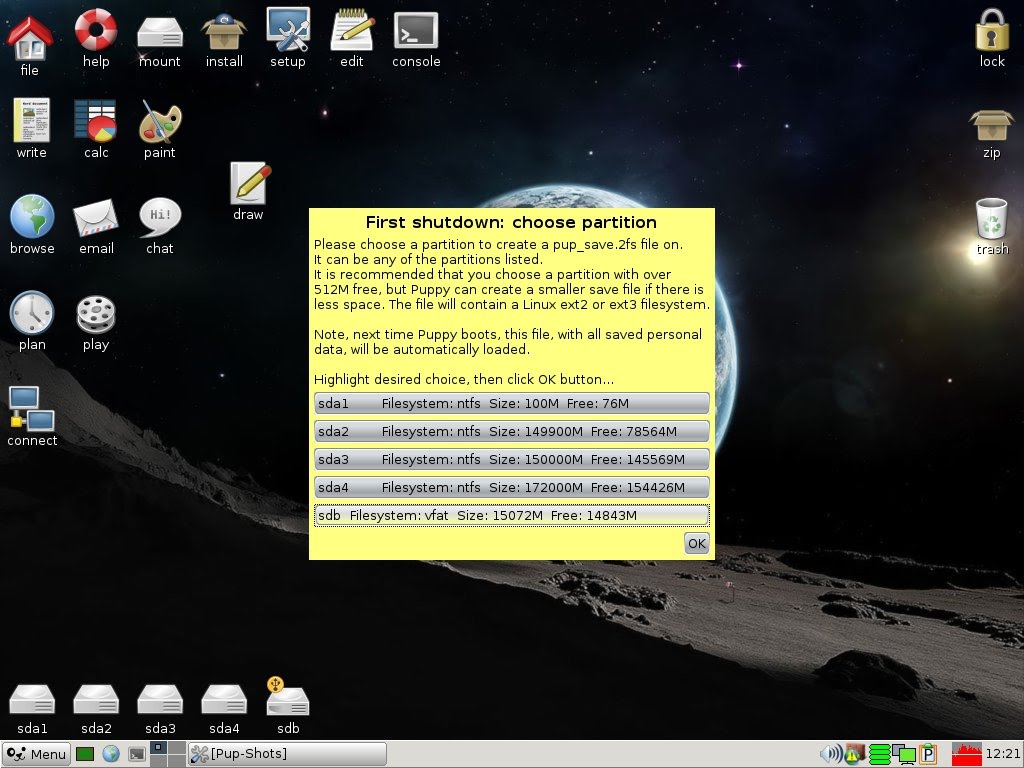 file
help
mount
install
setup
edit
console
lock
write
calc
paint
zip
draw
browse
email
Hi!
chat
trash
plan
play
connect
First shutdown: choose partition
Please choose a partition to create a pup_save.2fs file on.
It can be any of the partitions listed.
It is recommended that you choose a partition with over
512M free, but Puppy can create a smaller save file if there is
less space. The file will contain a Linux ext2 or ext3 filesystem.
Note, next time Puppy boots, this file, with all saved personal
data, will be automatically loaded.
Highlight desired choice, then click OK button...
sda1 Filesystem: ntfs Size: 100M Free: 76M
sda2 Filesystem: ntfs Size: 149900M Free: 78564M
sda3 Filesystem: ntfs Size: 150000M Free: 145569M
sda4 Filesystem: ntfs Size: 172000M Free: 154426M
sdb Filesystem: vfat Size: 15072M Free: 14843M
OK
sda1
sda2
sda3
sda4
sdb
Menu
[Pup-Shots]
P
12:21